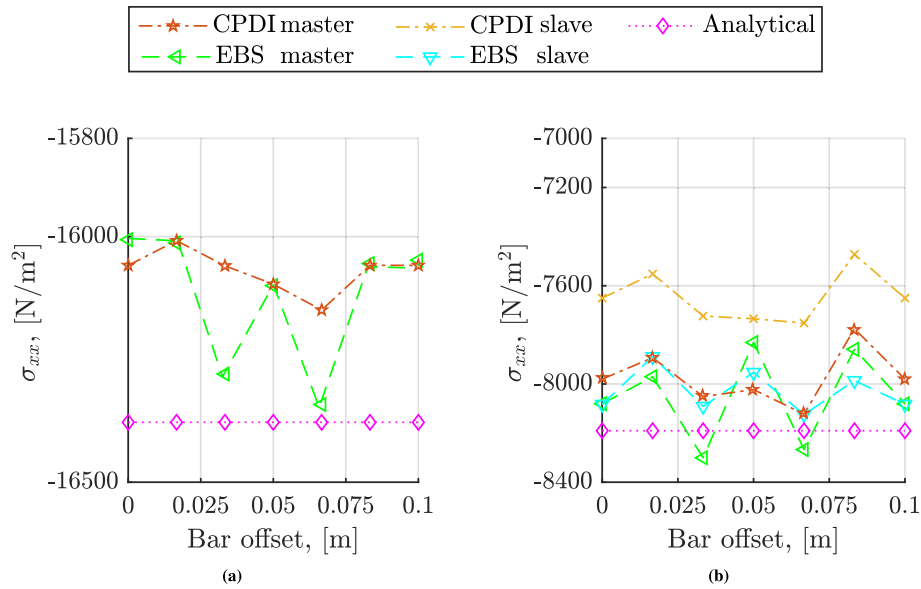 CPDI master CPDI slave Analytical
EBS master EBS slave
-15800
-16000
-16500
σxx, [N/m²]
0 0.025 0.05 0.075 0.1
Bar offset, [m]
(a)
-7000
-7200
-7600
-8000
-8400
σxx, [N/m²]
0 0.025 0.05 0.075 0.1
Bar offset, [m]
(b)